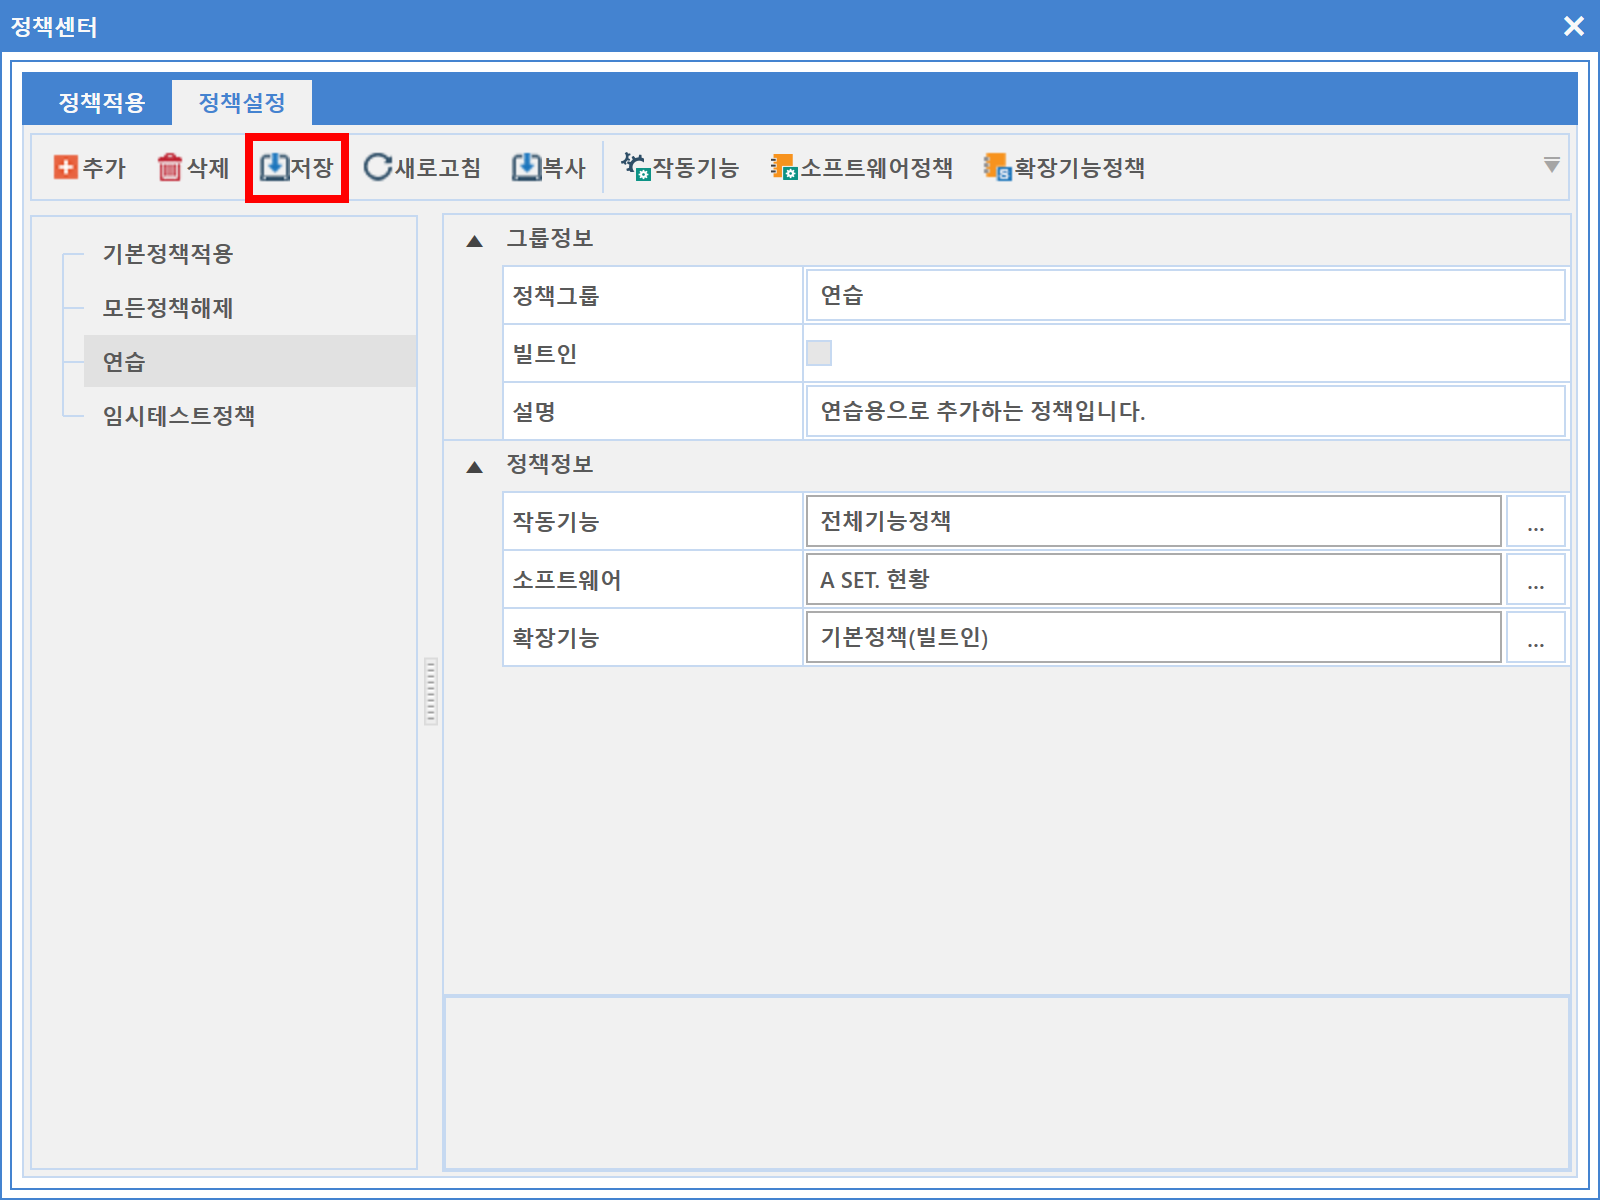 정책센터
정책적용 정책설정
추가 삭제 저장 새로고침 복사 작동기능 소프트웨어정책 확장기능정책
기본정책적용
모든정책해제
연습
임시테스트정책
그룹정보
정책그룹 연습
빌트인
설명 연습용으로 추가하는 정책입니다.
정책정보
작동기능 전체기능정책 ...
소프트웨어 A SET. 현황 ...
확장기능 기본정책(빌트인) ...